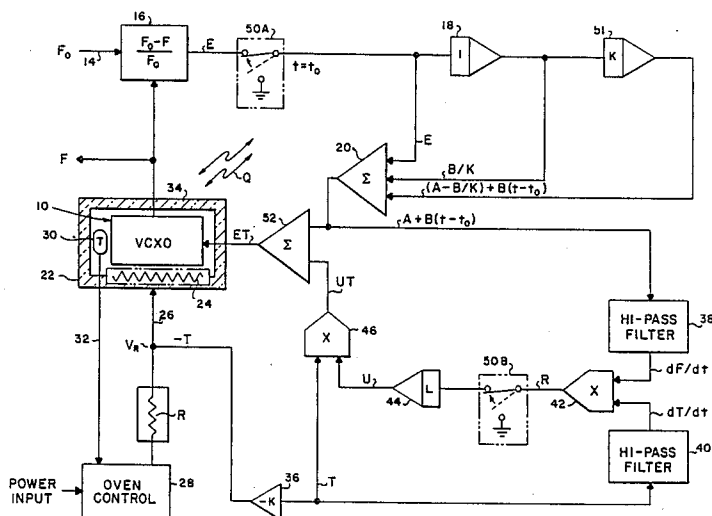 16
F₀
14
F₀-F
F₀
E
50A
t=t₀
18
I
51
K
F
Q
20
Σ
E
B/K
(A-B/K)+B(t-t₀)
34
10
30
T
VCXO
22
24
52
Σ
ET
A+B(t-t₀)
UT
46
X
26
32
V_R
-T
HI-PASS
FILTER
38
dF/dt
50B
U
44
L
R
X
42
dT/dt
HI-PASS
FILTER
40
R
36
-K
T
POWER
INPUT
OVEN
CONTROL
28